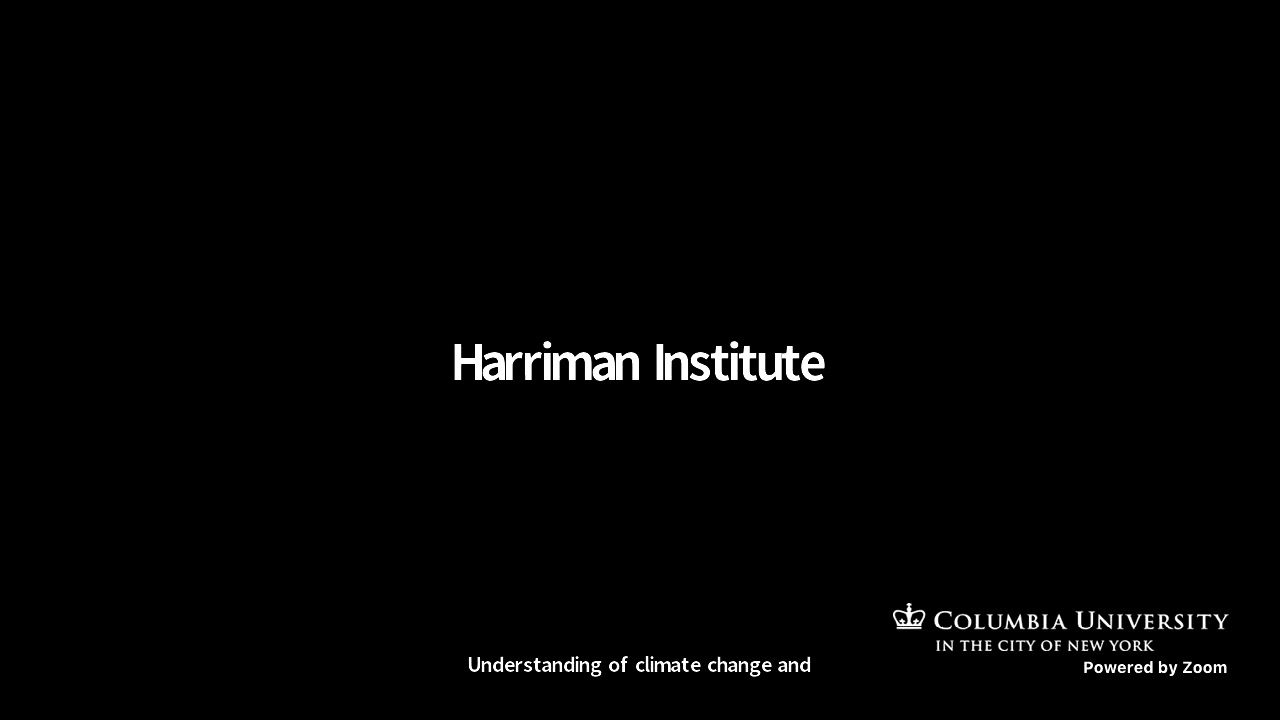 Harriman Institute
COLUMBIA UNIVERSITY
IN THE CITY OF NEW YORK
Understanding of climate change and
Powered by Zoom